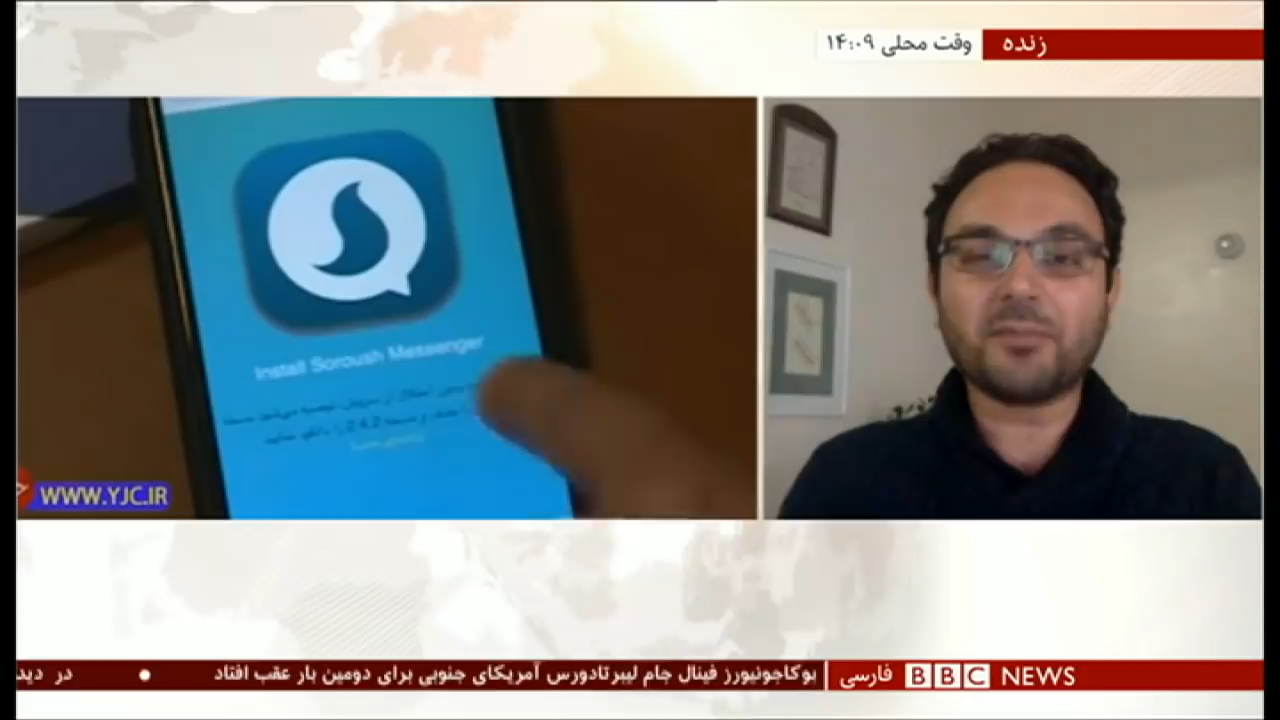 زنده
وقت محلی ۱۴:۰۹
Install Soroush Messenger
WWW.YJC.IR
BBC NEWS فارسی
بوکاجونیورز فینال جام لیبرتادورس آمریکای جنوبی برای دومین بار عقب افتاد • در دید